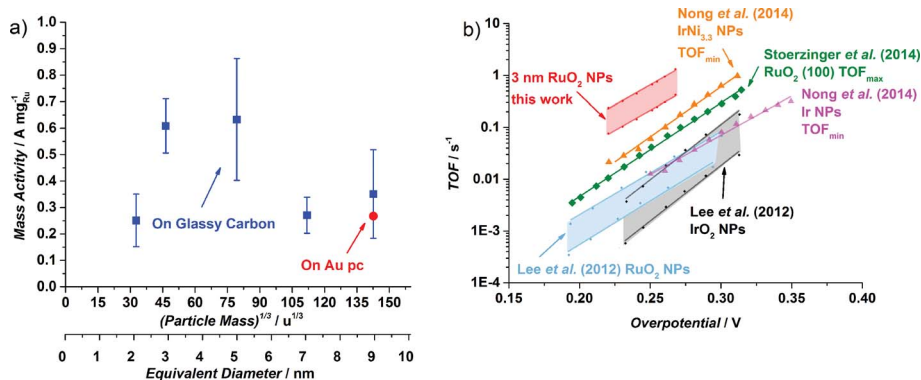 a)
Mass Activity / A mg⁻¹Ru
1.0
0.9
0.8
0.7
0.6
0.5
0.4
0.3
0.2
0.1
0.0
On Glassy Carbon
On Au pc
0 15 30 45 60 75 90 105 120 135 150
(Particle Mass)^1/3 / u^1/3
0 1 2 3 4 5 6 7 8 9 10
Equivalent Diameter / nm
b)
TOF / s⁻¹
10
1
0.1
0.01
1E-3
1E-4
Nong et al. (2014)
IrNi3.3 NPs
TOFmin
Stoerzinger et al. (2014)
RuO2 (100) TOFmax
3 nm RuO2 NPs
this work
Nong et al. (2014)
Ir NPs
TOFmin
Lee et al. (2012)
IrO2 NPs
Lee et al. (2012) RuO2 NPs
0.15 0.20 0.25 0.30 0.35 0.40
Overpotential / V